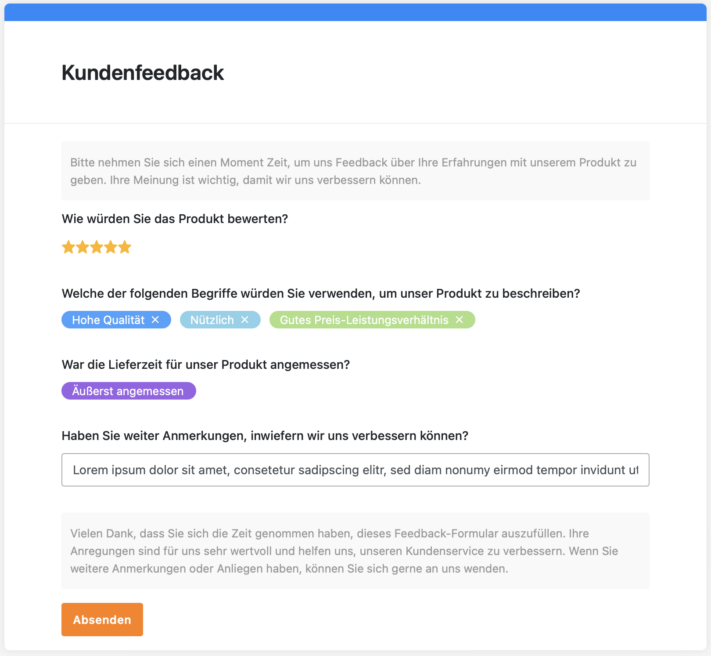 Kundenfeedback
Bitte nehmen Sie sich einen Moment Zeit, um uns Feedback über Ihre Erfahrungen mit unserem Produkt zu
geben. Ihre Meinung ist wichtig, damit wir uns verbessern können.
Wie würden Sie das Produkt bewerten?
Welche der folgenden Begriffe würden Sie verwenden, um unser Produkt zu beschreiben?
Hohe Qualität × Nützlich × Gutes Preis-Leistungsverhältnis ×
War die Lieferzeit für unser Produkt angemessen?
Äußerst angemessen
Haben Sie weiter Anmerkungen, inwiefern wir uns verbessern können?
Lorem ipsum dolor sit amet, consetetur sadipscing elitr, sed diam nonumy eirmod tempor invidunt ut
Vielen Dank, dass Sie sich die Zeit genommen haben, dieses Feedback-Formular auszufüllen. Ihre
Anregungen sind für uns sehr wertvoll und helfen uns, unseren Kundenservice zu verbessern. Wenn Sie
weitere Anmerkungen oder Anliegen haben, können Sie sich gerne an uns wenden.
Absenden